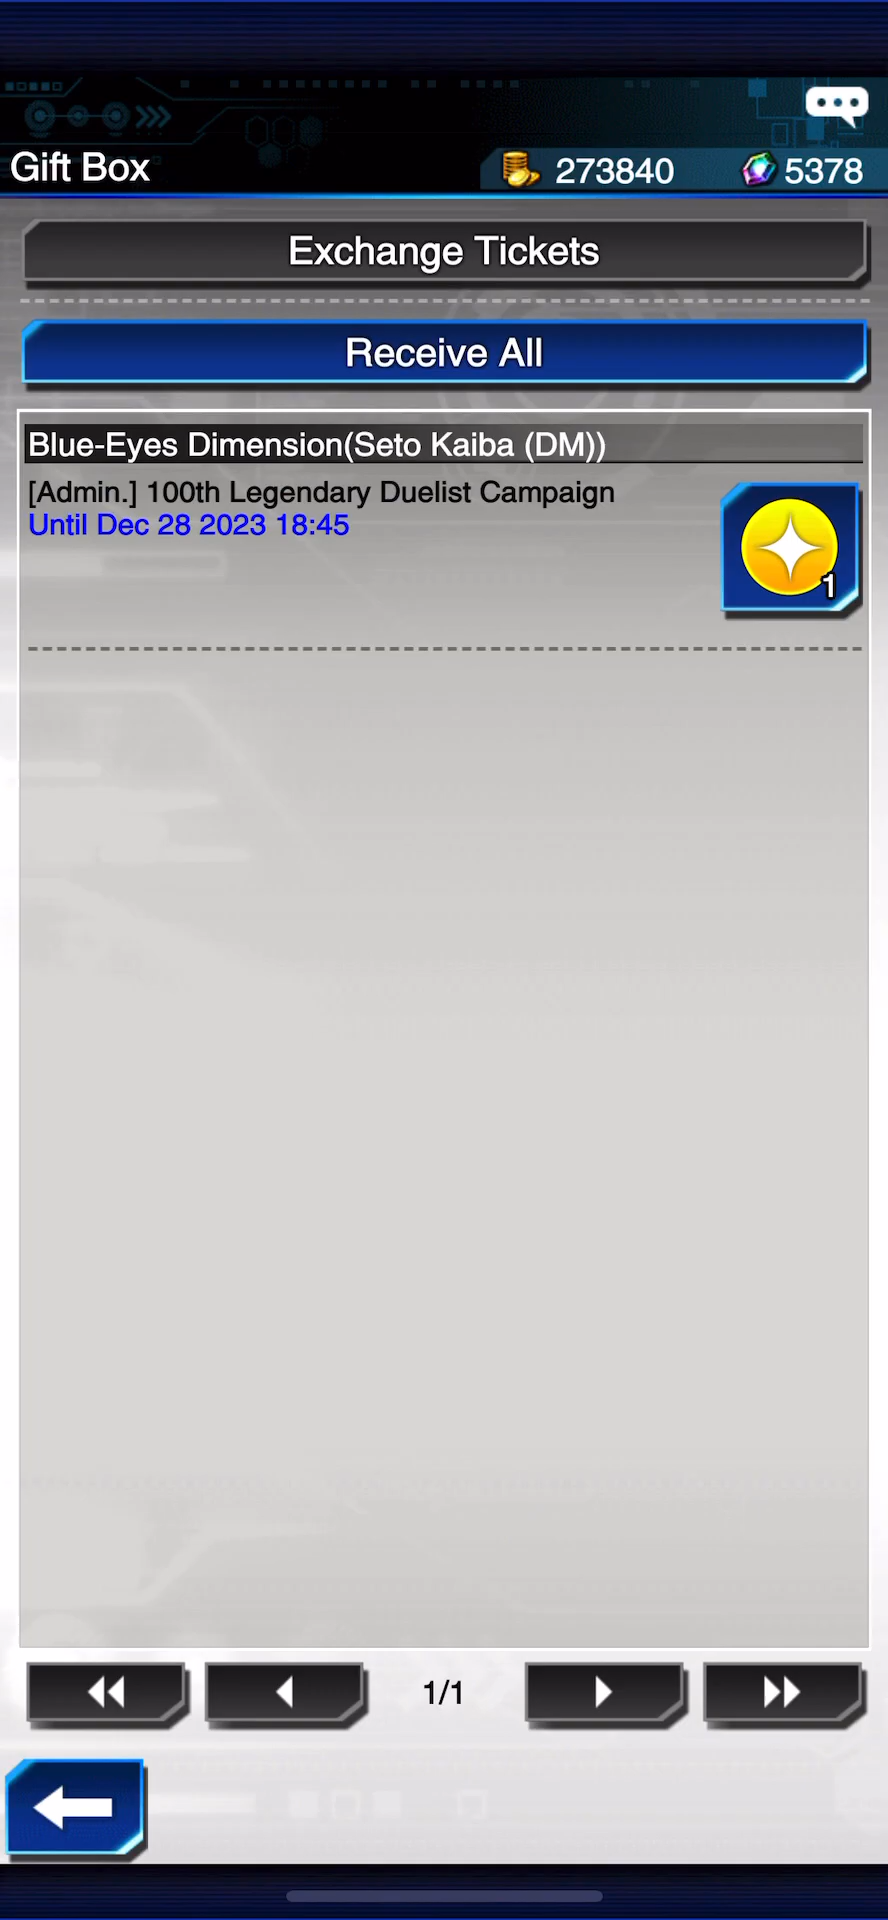 Gift Box
273840
5378
Exchange Tickets
Receive All
Blue-Eyes Dimension(Seto Kaiba (DM))
[Admin.] 100th Legendary Duelist Campaign
Until Dec 28 2023 18:45
1
1/1